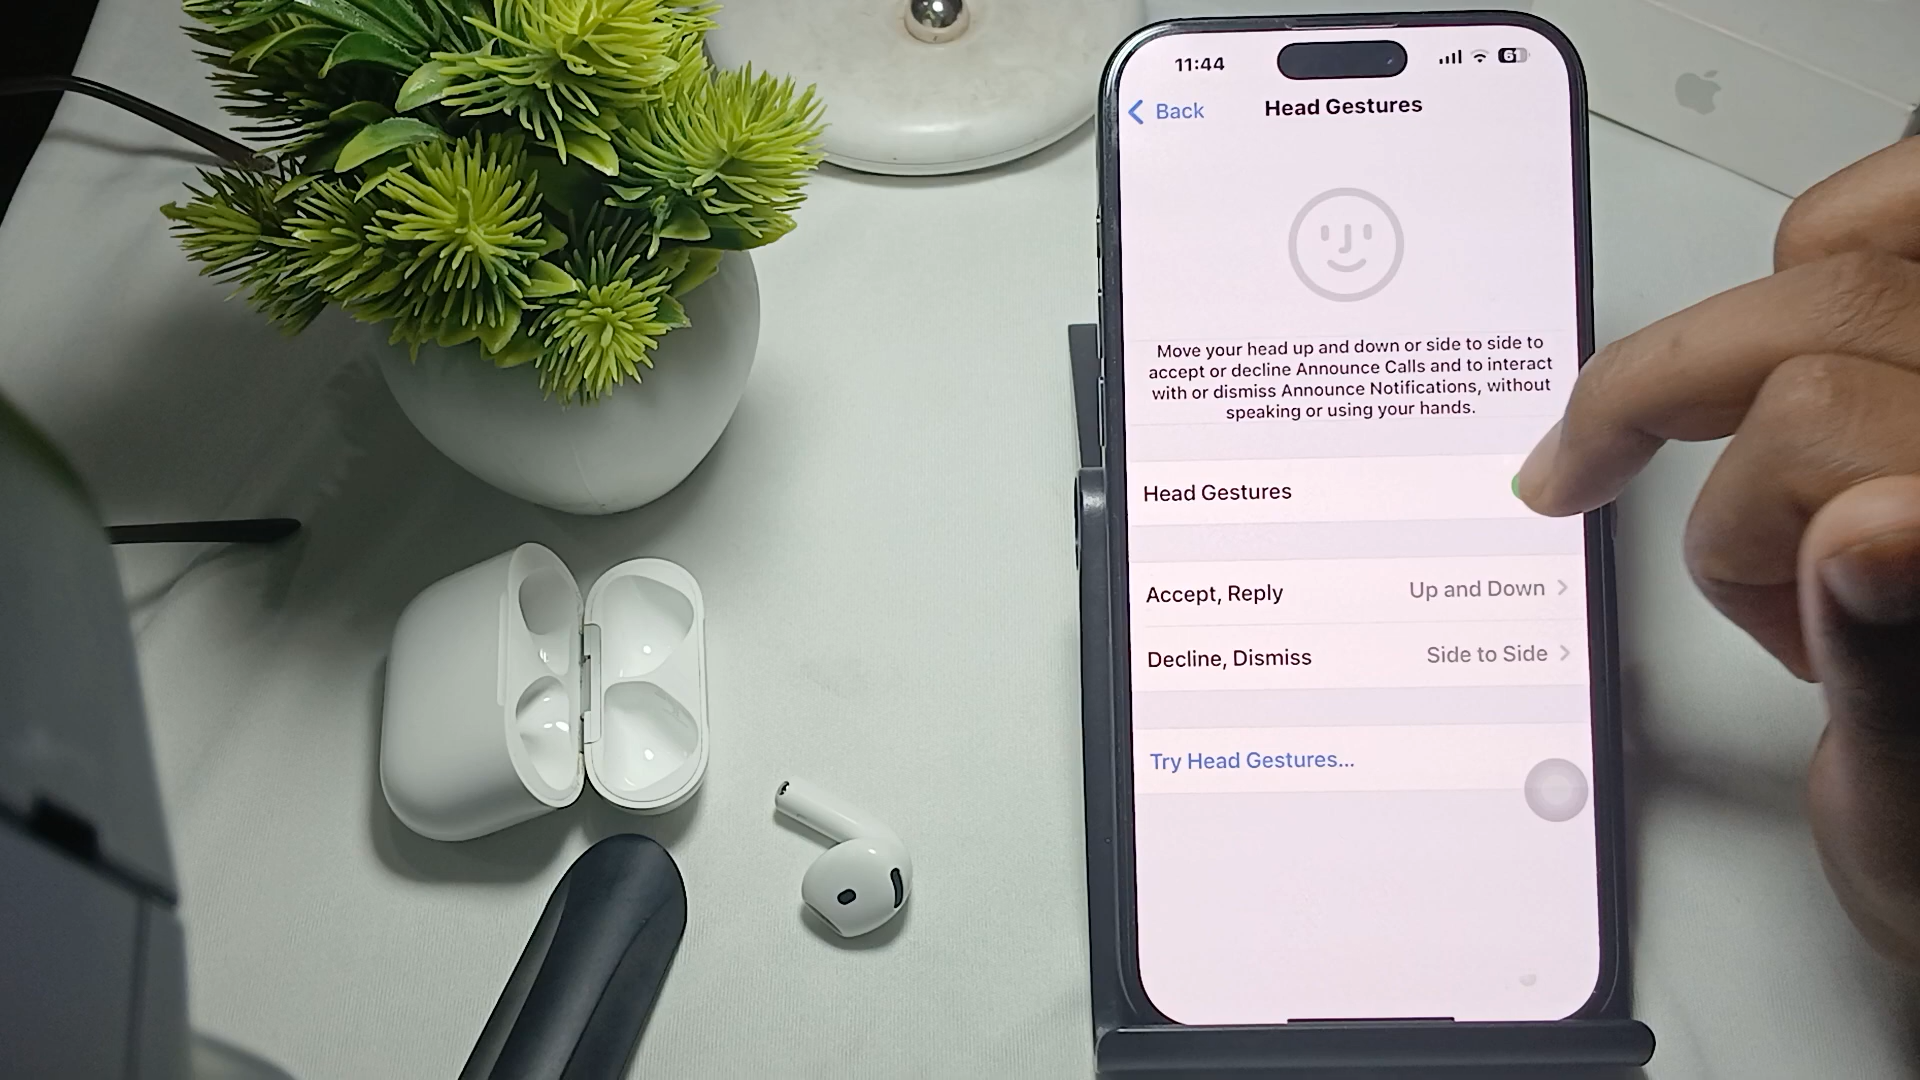 11:44
61
Back
Head Gestures
Move your head up and down or side to side to
accept or decline Announce Calls and to interact
with or dismiss Announce Notifications, without
speaking or using your hands.
Head Gestures
Accept, Reply
Up and Down
Decline, Dismiss
Side to Side
Try Head Gestures...